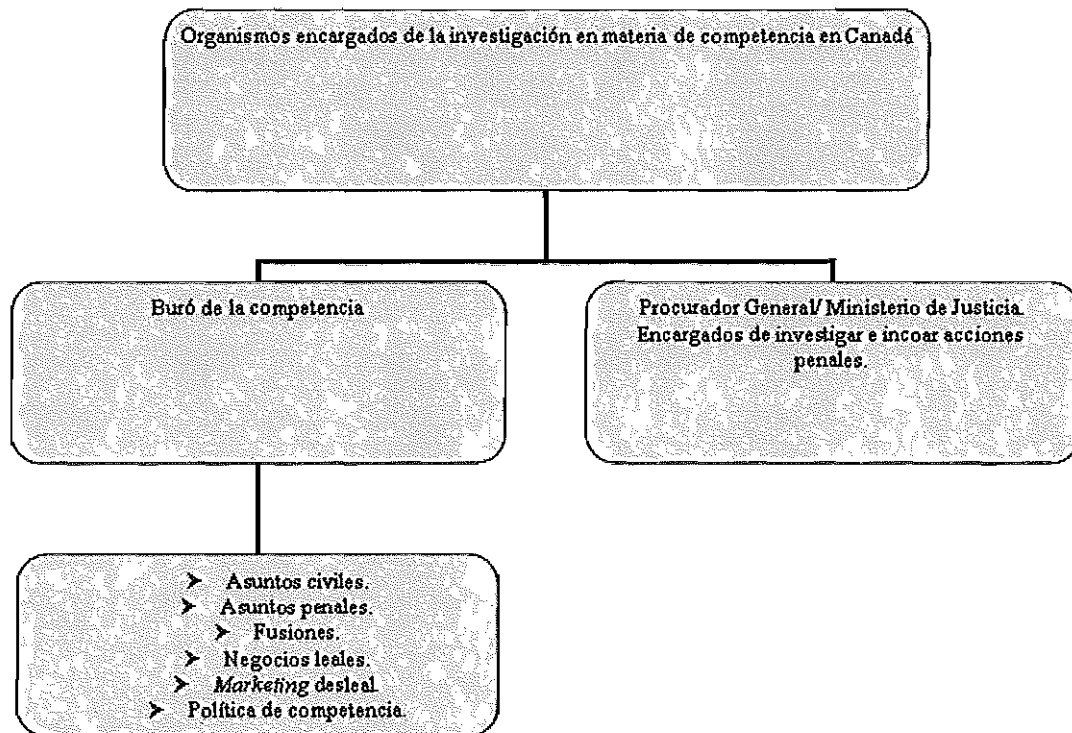 Organismos encargados de la investigación en materia de competencia en Canadá
Buró de la competencia
Procurador General/ Ministerio de Justicia.
Encargados de investigar e incoar acciones
penales.
➤ Asuntos civiles.
➤ Asuntos penales.
➤ Fusiones.
➤ Negocios leales.
➤ Marketing desleal.
➤ Política de competencia.